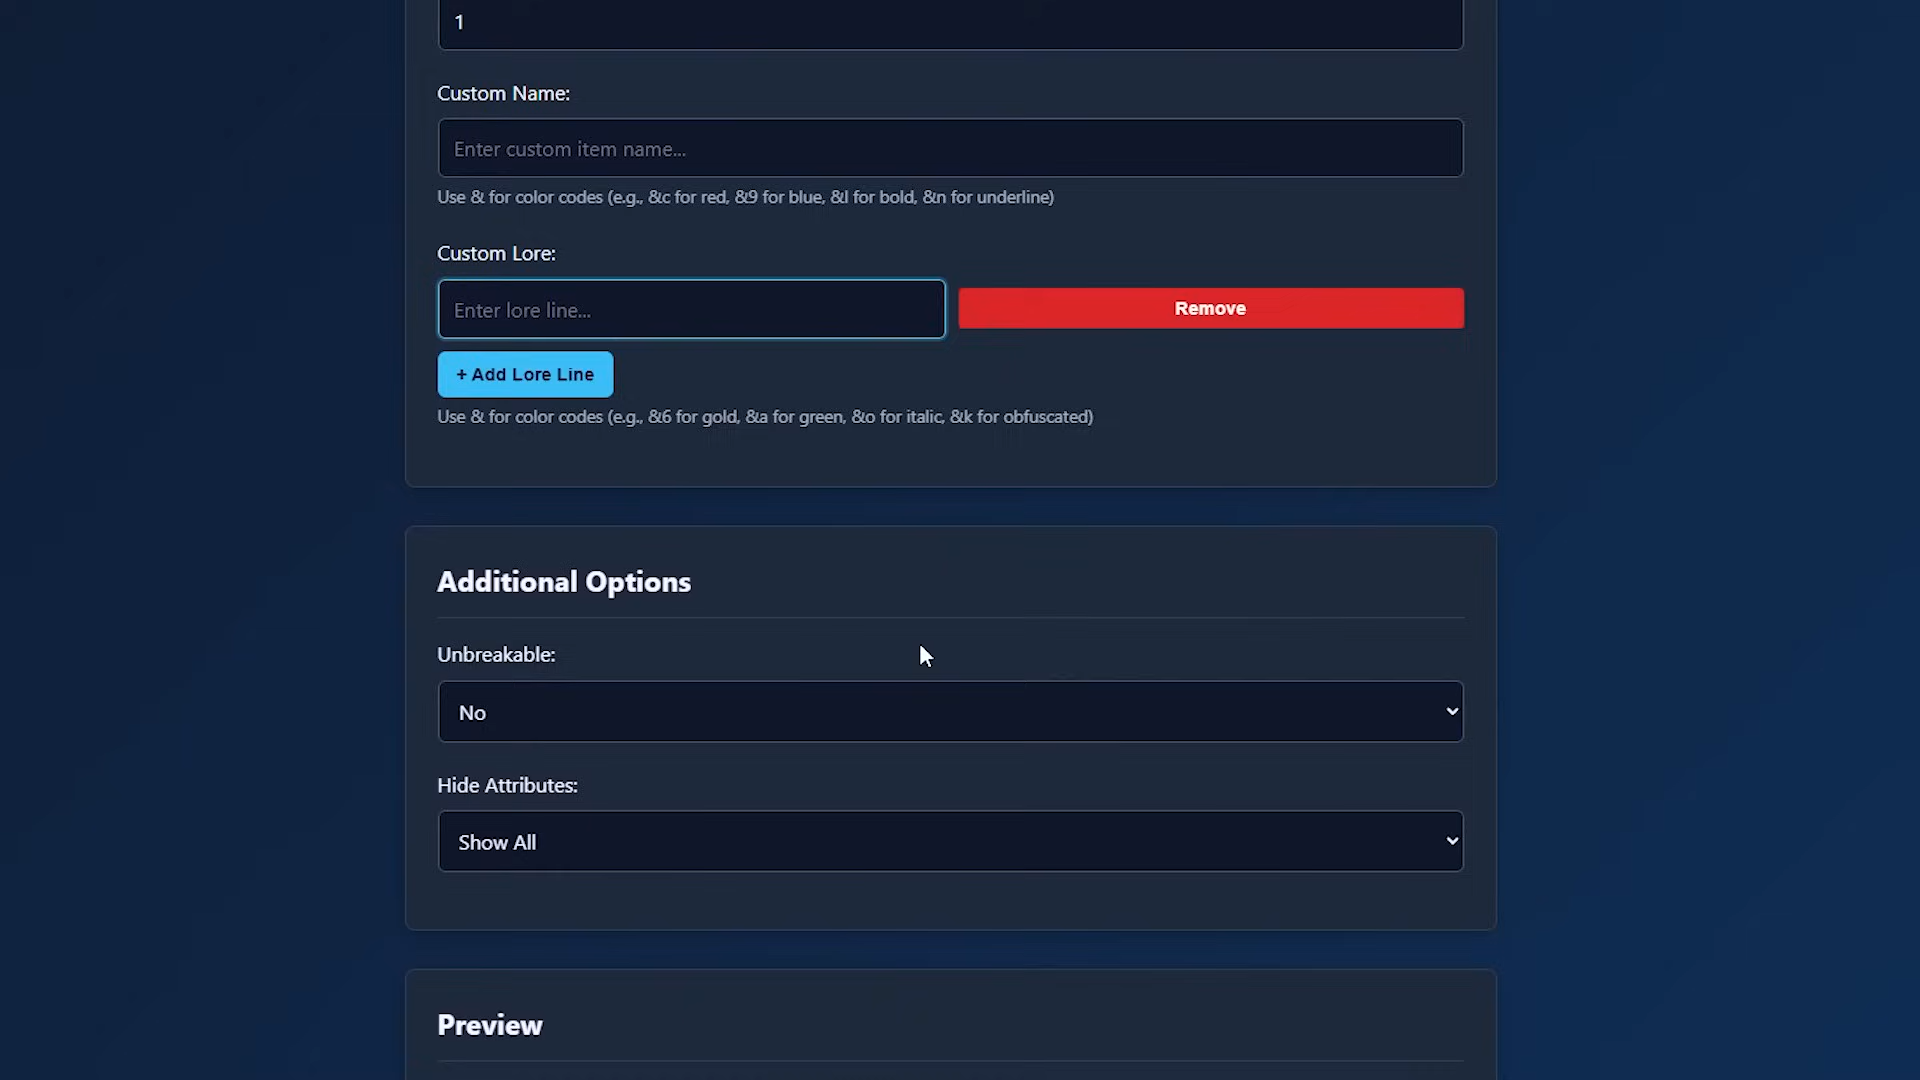 1
Custom Name:
Enter custom item name...
Use & for color codes (e.g., &c for red, &9 for blue, &l for bold, &n for underline)
Custom Lore:
Enter lore line...
Remove
+ Add Lore Line
Use & for color codes (e.g., &6 for gold, &a for green, &o for italic, &k for obfuscated)
Additional Options
Unbreakable:
No
Hide Attributes:
Show All
Preview